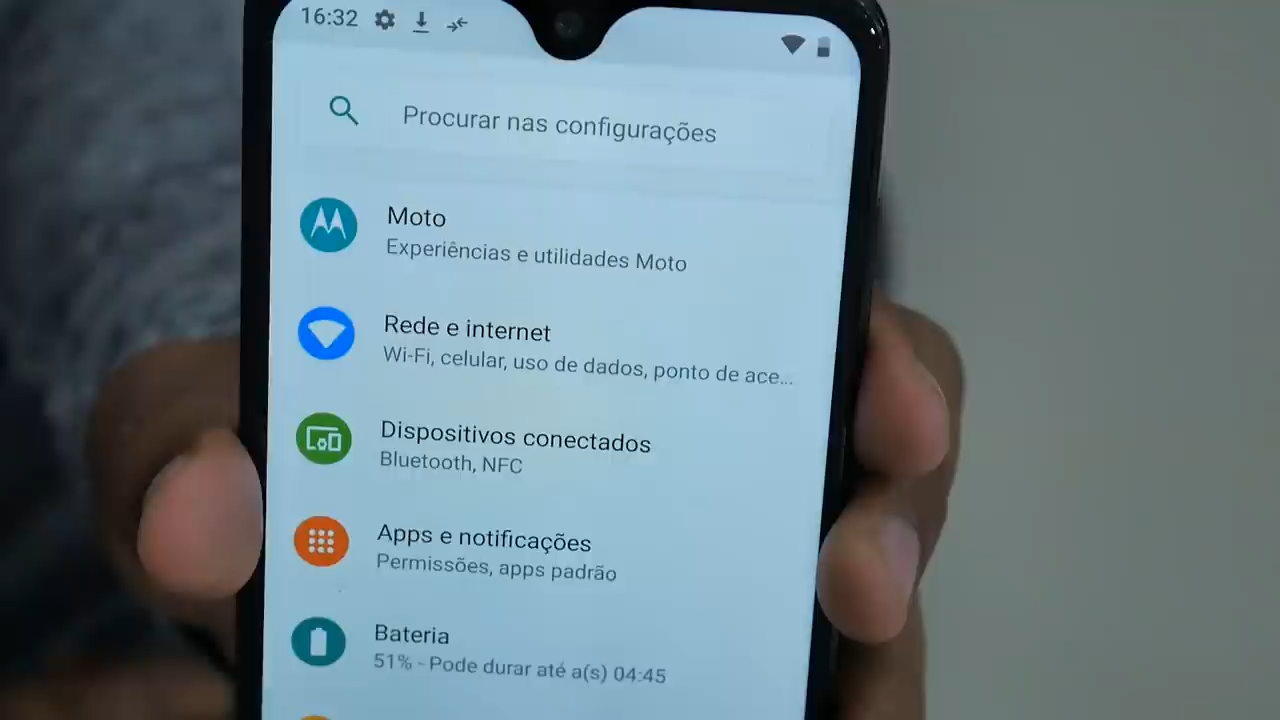 16:32
Procurar nas configurações
Moto
Experiências e utilidades Moto
Rede e internet
Wi-Fi, celular, uso de dados, ponto de ace...
Dispositivos conectados
Bluetooth, NFC
Apps e notificações
Permissões, apps padrão
Bateria
51% - Pode durar até a(s) 04:45